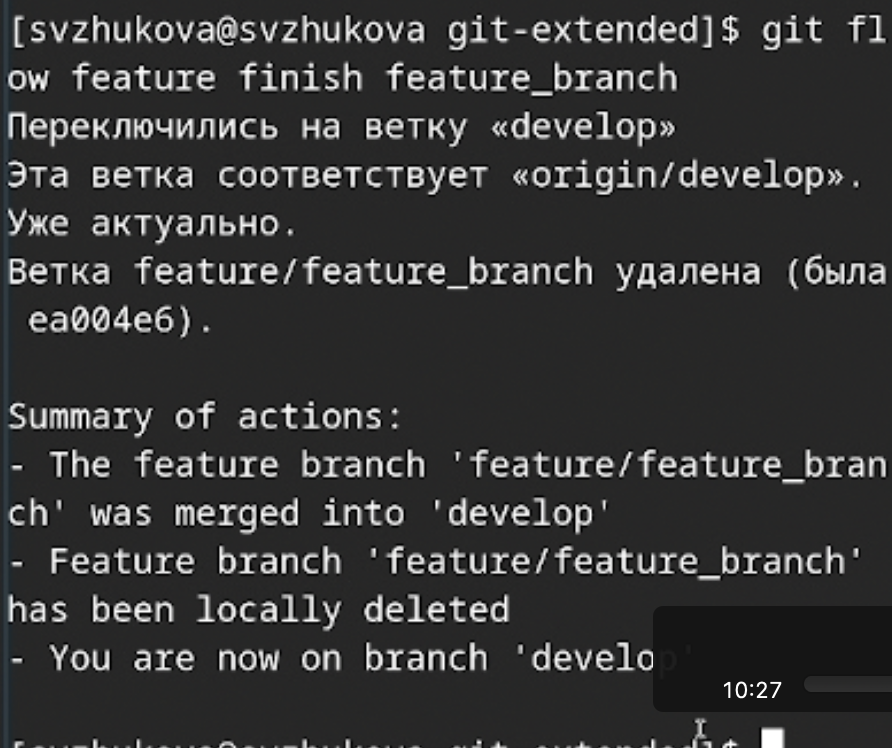 [svzhukova@svzhukova git-extended]$ git fl
ow feature finish feature_branch
Переключились на ветку «develop»
Эта ветка соответствует «origin/develop».
Уже актуально.
Ветка feature/feature_branch удалена (была
ea004e6).
Summary of actions:
- The feature branch 'feature/feature_bran
ch' was merged into 'develop'
- Feature branch 'feature/feature_branch'
has been locally deleted
- You are now on branch 'develop'
10:27
[svzhukova@svzhukova git-extended]$